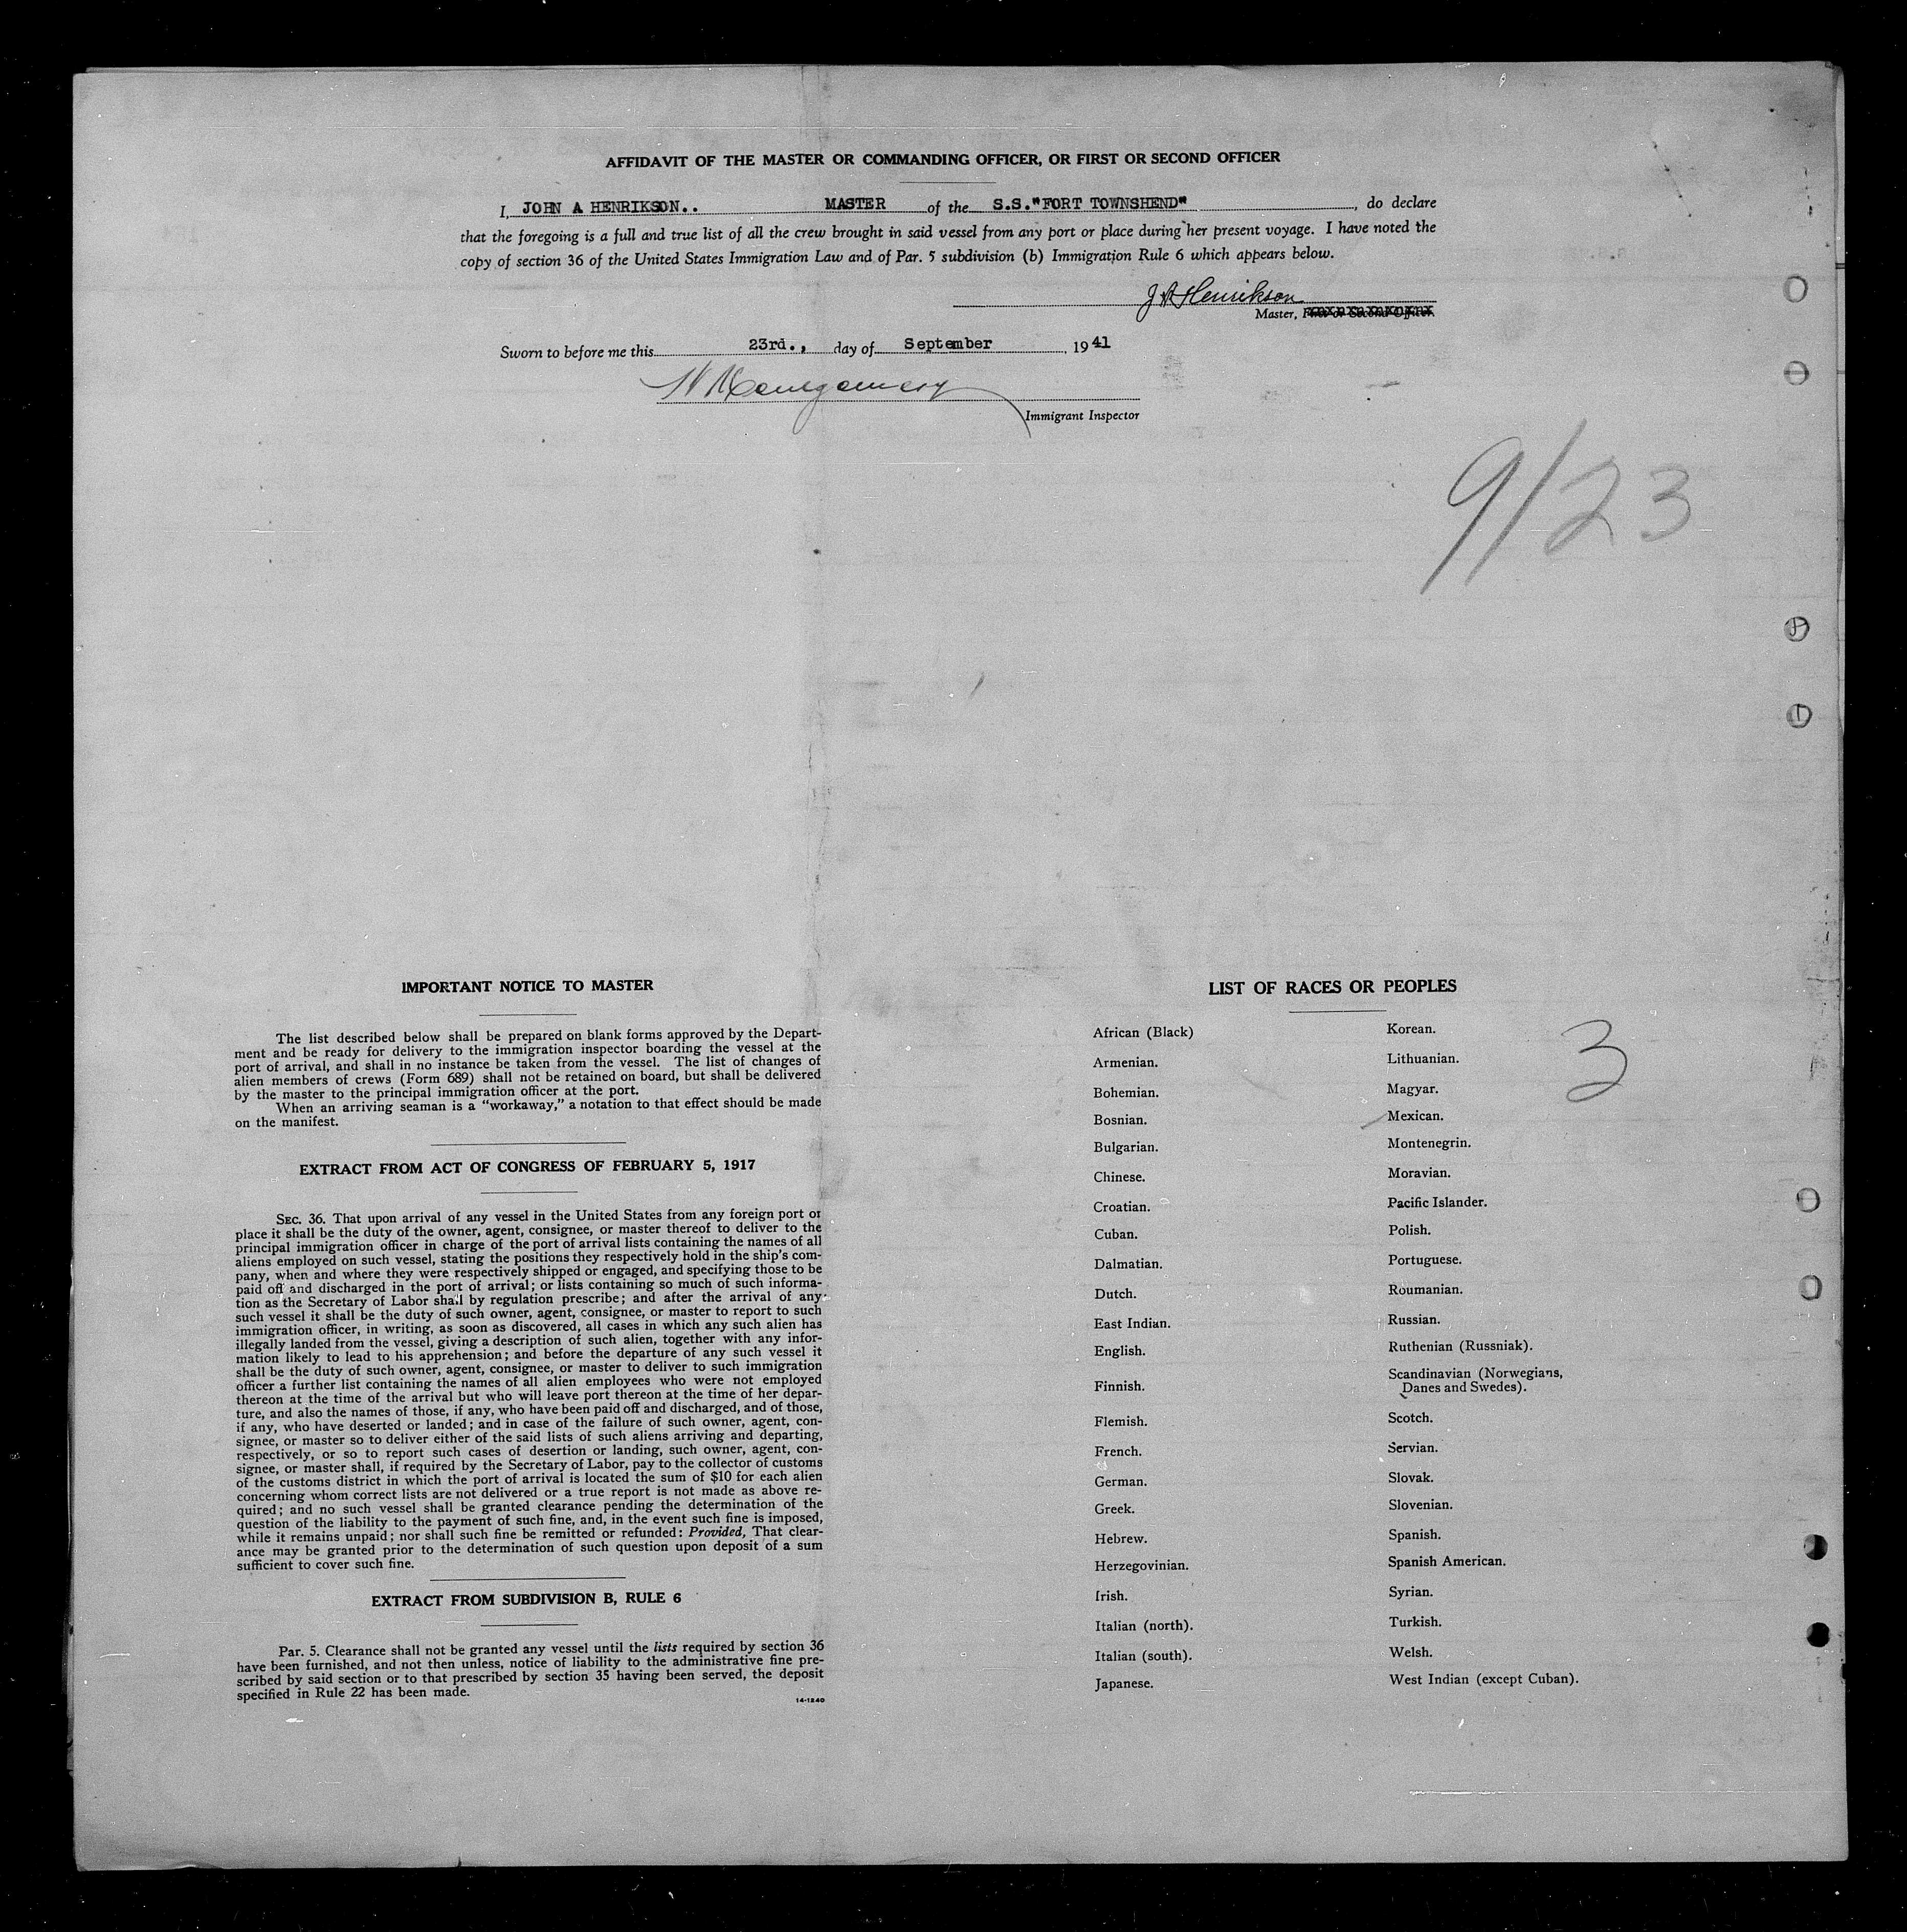 AFFIDAVIT OF THE MASTER OR COMMANDING OFFICER, OR FIRST OR SECOND OFFICER
I, JOHN A HENRIKSON.. MASTER of the S.S."FORT TOWNSHEND" , do declare
that the foregoing is a full and true list of all the crew brought in said vessel from any port or place during her present voyage. I have noted the
copy of section 36 of the United States Immigration Law and of Par. 5 subdivision (b) Immigration Rule 6 which appears below.
J A Henrikson
Master, First or Second Officer.
Sworn to before me this 23rd., day of September , 19 41
Montgomery
Immigrant Inspector
9/23
IMPORTANT NOTICE TO MASTER
The list described below shall be prepared on blank forms approved by the Depart-
ment and be ready for delivery to the immigration inspector boarding the vessel at the
port of arrival, and shall in no instance be taken from the vessel. The list of changes of
alien members of crews (Form 689) shall not be retained on board, but shall be delivered
by the master to the principal immigration officer at the port.
When an arriving seaman is a "workaway," a notation to that effect should be made
on the manifest.
EXTRACT FROM ACT OF CONGRESS OF FEBRUARY 5, 1917
SEC. 36. That upon arrival of any vessel in the United States from any foreign port or
place it shall be the duty of the owner, agent, consignee, or master thereof to deliver to the
principal immigration officer in charge of the port of arrival lists containing the names of all
aliens employed on such vessel, stating the positions they respectively hold in the ship's com-
pany, when and where they were respectively shipped or engaged, and specifying those to be
paid off and discharged in the port of arrival; or lists containing so much of such informa-
tion as the Secretary of Labor shall by regulation prescribe; and after the arrival of any
such vessel it shall be the duty of such owner, agent, consignee, or master to report to such
immigration officer, in writing, as soon as discovered, all cases in which any such alien has
illegally landed from the vessel, giving a description of such alien, together with any infor-
mation likely to lead to his apprehension; and before the departure of any such vessel it
shall be the duty of such owner, agent, consignee, or master to deliver to such immigration
officer a further list containing the names of all alien employees who were not employed
thereon at the time of the arrival but who will leave port thereon at the time of her depar-
ture, and also the names of those, if any, who have been paid off and discharged, and of those,
if any, who have deserted or landed; and in case of the failure of such owner, agent, con-
signee, or master so to deliver either of the said lists of such aliens arriving and departing,
respectively, or so to report such cases of desertion or landing, such owner, agent, con-
signee, or master shall, if required by the Secretary of Labor, pay to the collector of customs
of the customs district in which the port of arrival is located the sum of $10 for each alien
concerning whom correct lists are not delivered or a true report is not made as above re-
quired; and no such vessel shall be granted clearance pending the determination of the
question of the liability to the payment of such fine, and, in the event such fine is imposed,
while it remains unpaid; nor shall such fine be remitted or refunded: Provided, That clear-
ance may be granted prior to the determination of such question upon deposit of a sum
sufficient to cover such fine.
EXTRACT FROM SUBDIVISION B, RULE 6
Par. 5. Clearance shall not be granted any vessel until the lists required by section 36
have been furnished, and not then unless, notice of liability to the administrative fine pre-
scribed by said section or to that prescribed by section 35 having been served, the deposit
specified in Rule 22 has been made.
14-1240
LIST OF RACES OR PEOPLES
African (Black)
Armenian.
Bohemian.
Bosnian.
Bulgarian.
Chinese.
Croatian.
Cuban.
Dalmatian.
Dutch.
East Indian.
English.
Finnish.
Flemish.
French.
German.
Greek.
Hebrew.
Herzegovinian.
Irish.
Italian (north).
Italian (south).
Japanese.
Korean.
Lithuanian.
Magyar.
Mexican.
Montenegrin.
Moravian.
Pacific Islander.
Polish.
Portuguese.
Roumanian.
Russian.
Ruthenian (Russniak).
Scandinavian (Norwegians,
Danes and Swedes).
Scotch.
Servian.
Slovak.
Slovenian.
Spanish.
Spanish American.
Syrian.
Turkish.
Welsh.
West Indian (except Cuban).
3